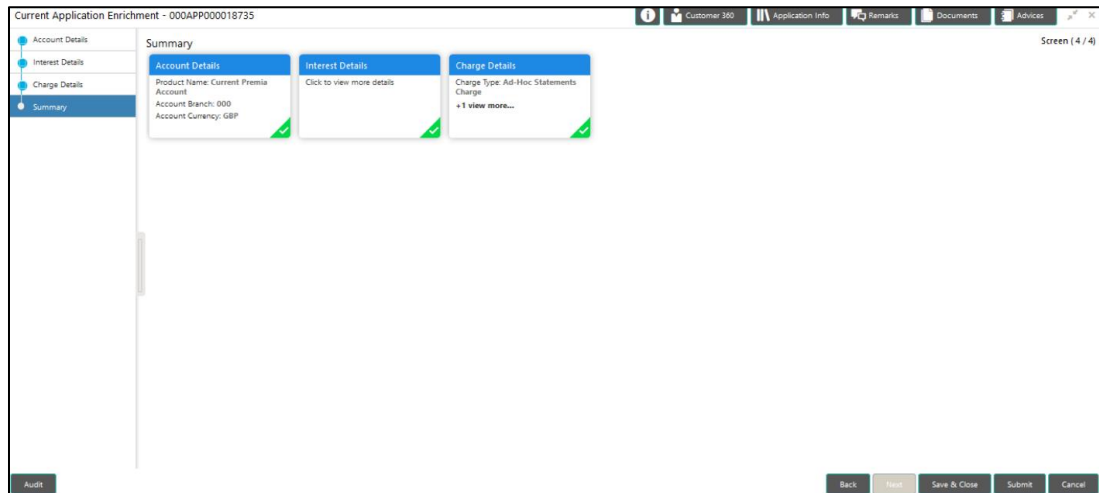 Current Application Enrichment - 000APP000018735
i
Customer 360
Application Info
Remarks
Documents
Advices
Account Details
Interest Details
Charge Details
Summary
Summary
Screen ( 4 / 4)
Account Details
Product Name: Current Premia
Account
Account Branch: 000
Account Currency: GBP
Interest Details
Click to view more details
Charge Details
Charge Type: Ad-Hoc Statements
Charge
+1 view more...
Audit
Back
Next
Save & Close
Submit
Cancel